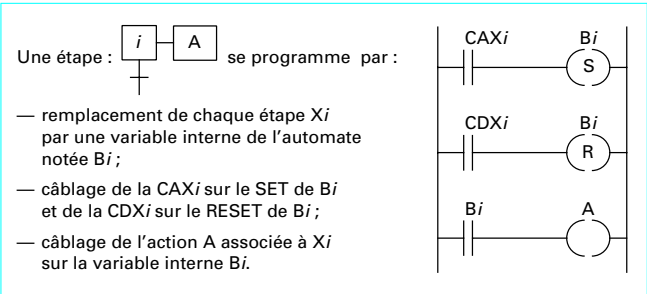 Une étape : i A se programme par :
— remplacement de chaque étape Xi
par une variable interne de l'automate
notée Bi ;
— câblage de la CAXi sur le SET de Bi
et de la CDXi sur le RESET de Bi ;
— câblage de l'action A associée à Xi
sur la variable interne Bi.
CAXi Bi
S
CDXi Bi
R
Bi A